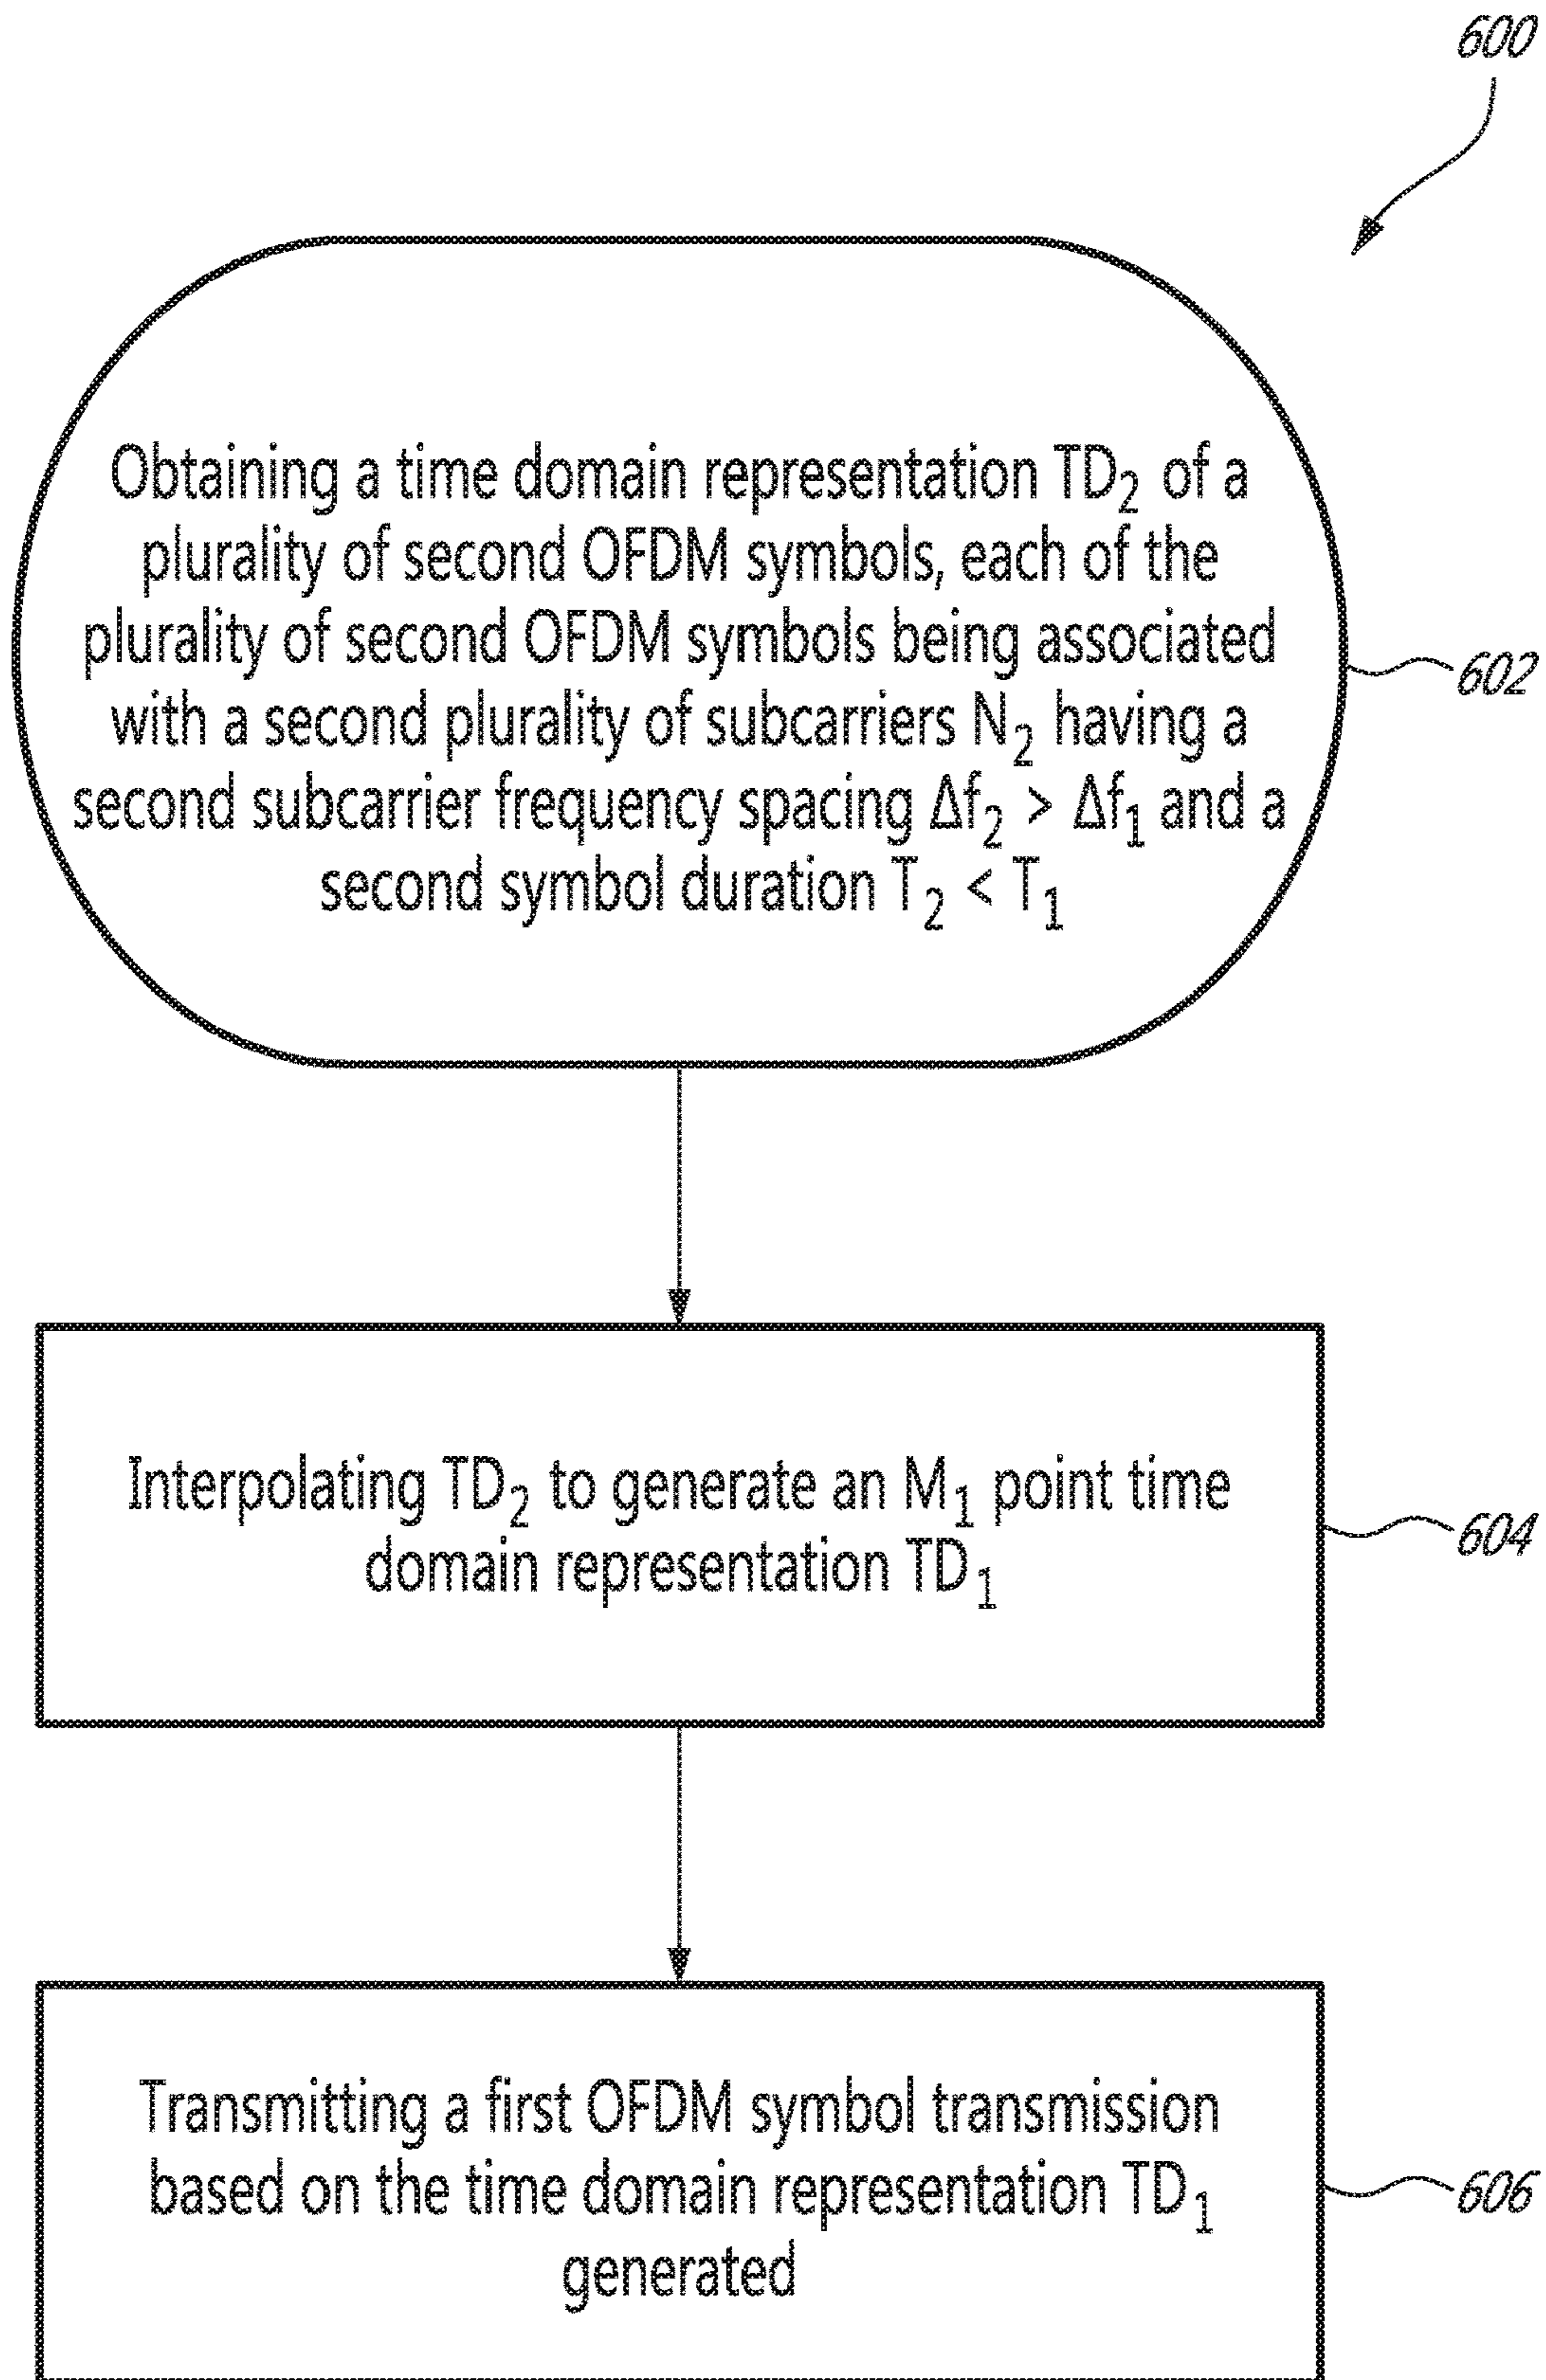 600
Obtaining a time domain representation TD₂ of a
plurality of second OFDM symbols, each of the
plurality of second OFDM symbols being associated
with a second plurality of subcarriers N₂ having a
second subcarrier frequency spacing Δf₂ > Δf₁ and a
second symbol duration T₂ < T₁
602
Interpolating TD₂ to generate an M₁ point time
domain representation TD₁
604
Transmitting a first OFDM symbol transmission
based on the time domain representation TD₁
generated
606